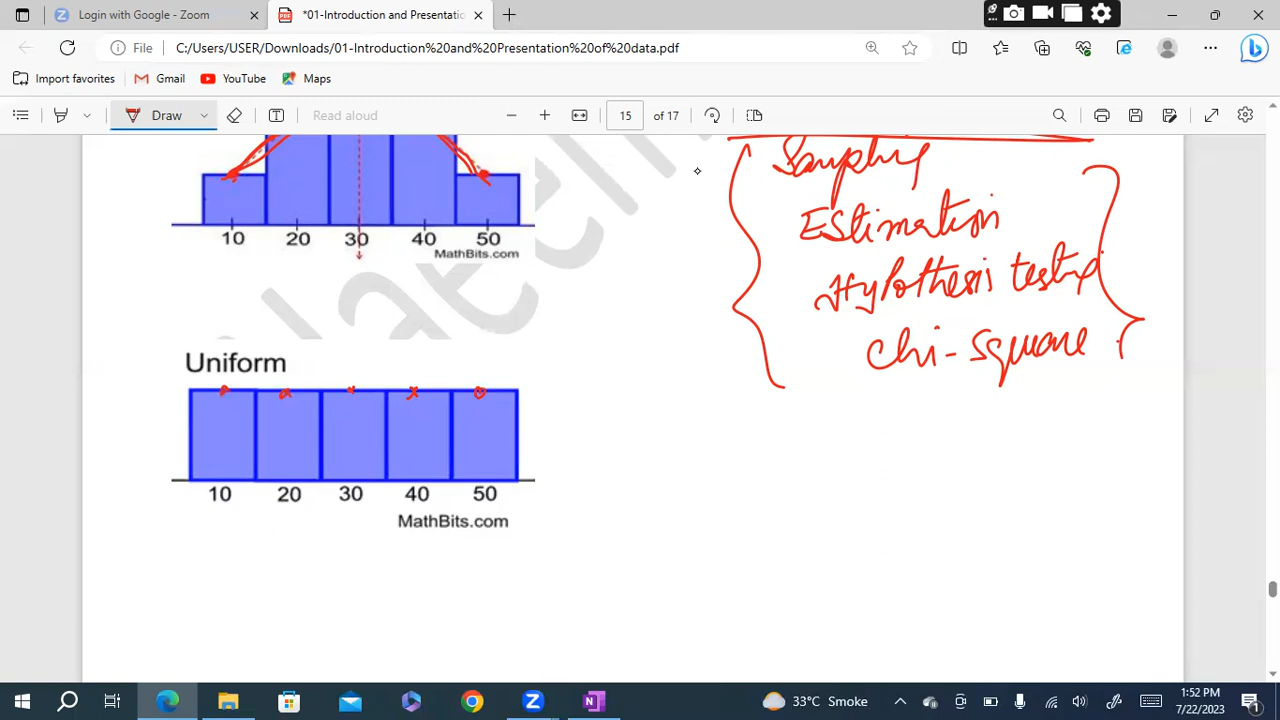 Login with Google - Zoom
*01-Introduction and Presentatio
File
C:/Users/USER/Downloads/01-Introduction%20and%20Presentation%20of%20data.pdf
Import favorites
Gmail
YouTube
Maps
Draw
Read aloud
15 of 17
Sampling
Estimation
Hypothesis testing
Chi-square
10 20 30 40 50
MathBits.com
Uniform
10 20 30 40 50
MathBits.com
33°C Smoke
1:52 PM
7/22/2023